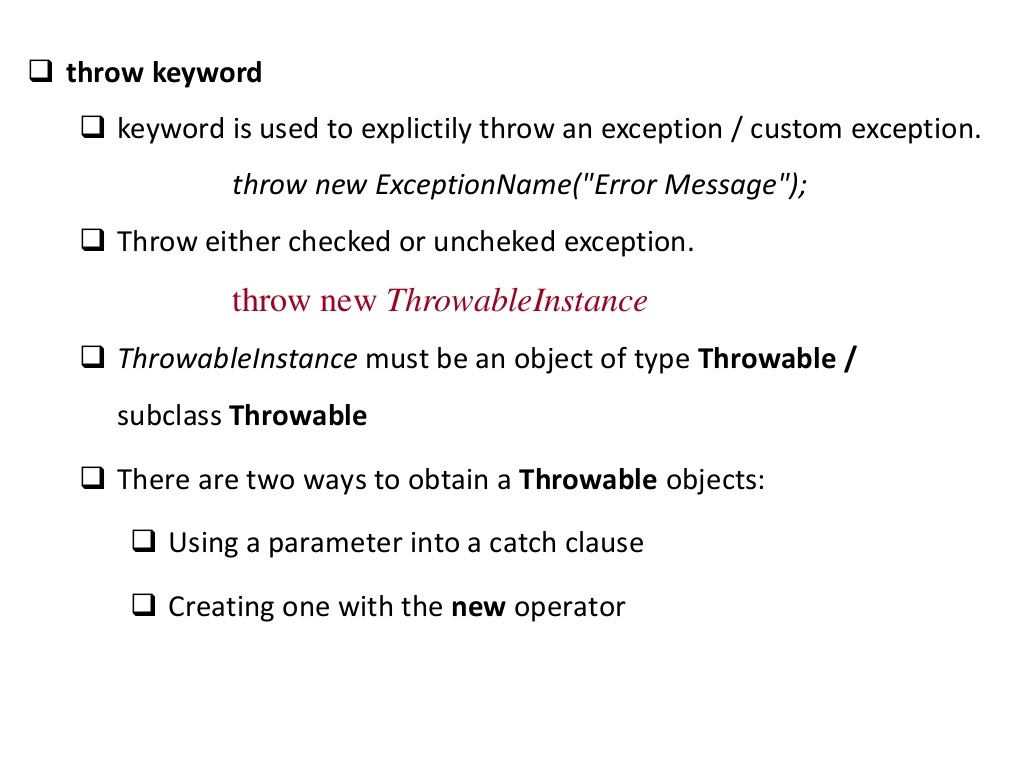 throw keyword
keyword is used to explictily throw an exception / custom exception.
throw new ExceptionName("Error Message");
Throw either checked or uncheked exception.
throw new ThrowableInstance
ThrowableInstance must be an object of type Throwable /
subclass Throwable
There are two ways to obtain a Throwable objects:
Using a parameter into a catch clause
Creating one with the new operator